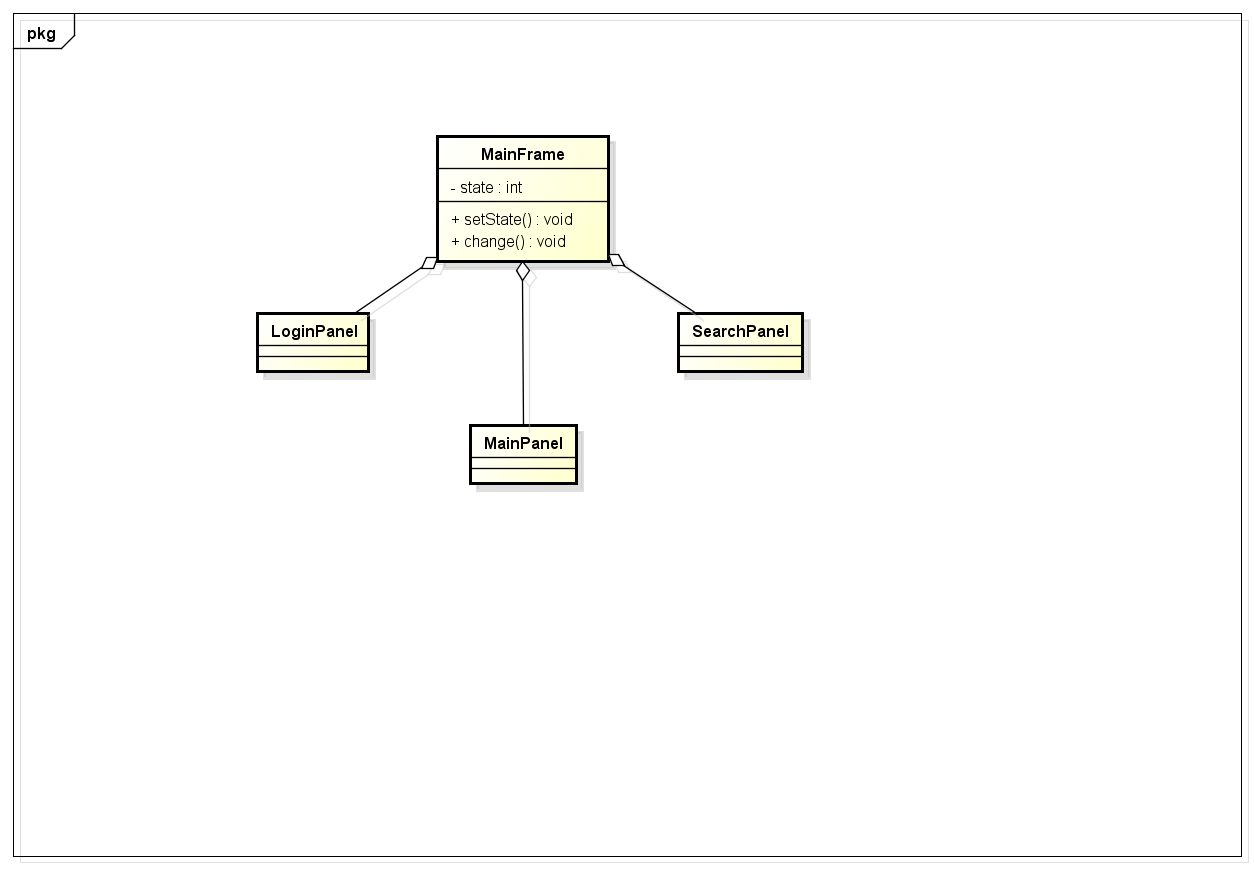 pkg
MainFrame
- state : int
+ setState() : void
+ change() : void
LoginPanel
SearchPanel
MainPanel